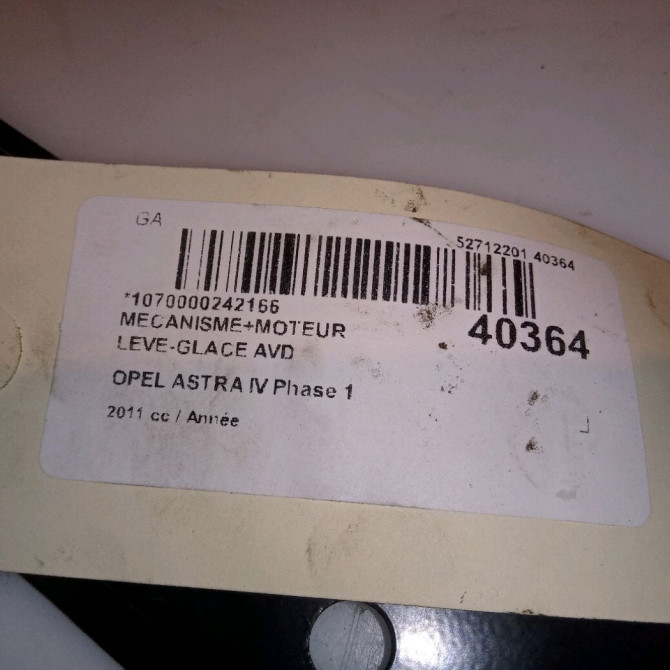 GA
52712201 40364
*1070000242166
40364
MECANISME+MOTEUR
LEVE-GLACE AVD
OPEL ASTRA IV Phase 1
2011 cc / Année